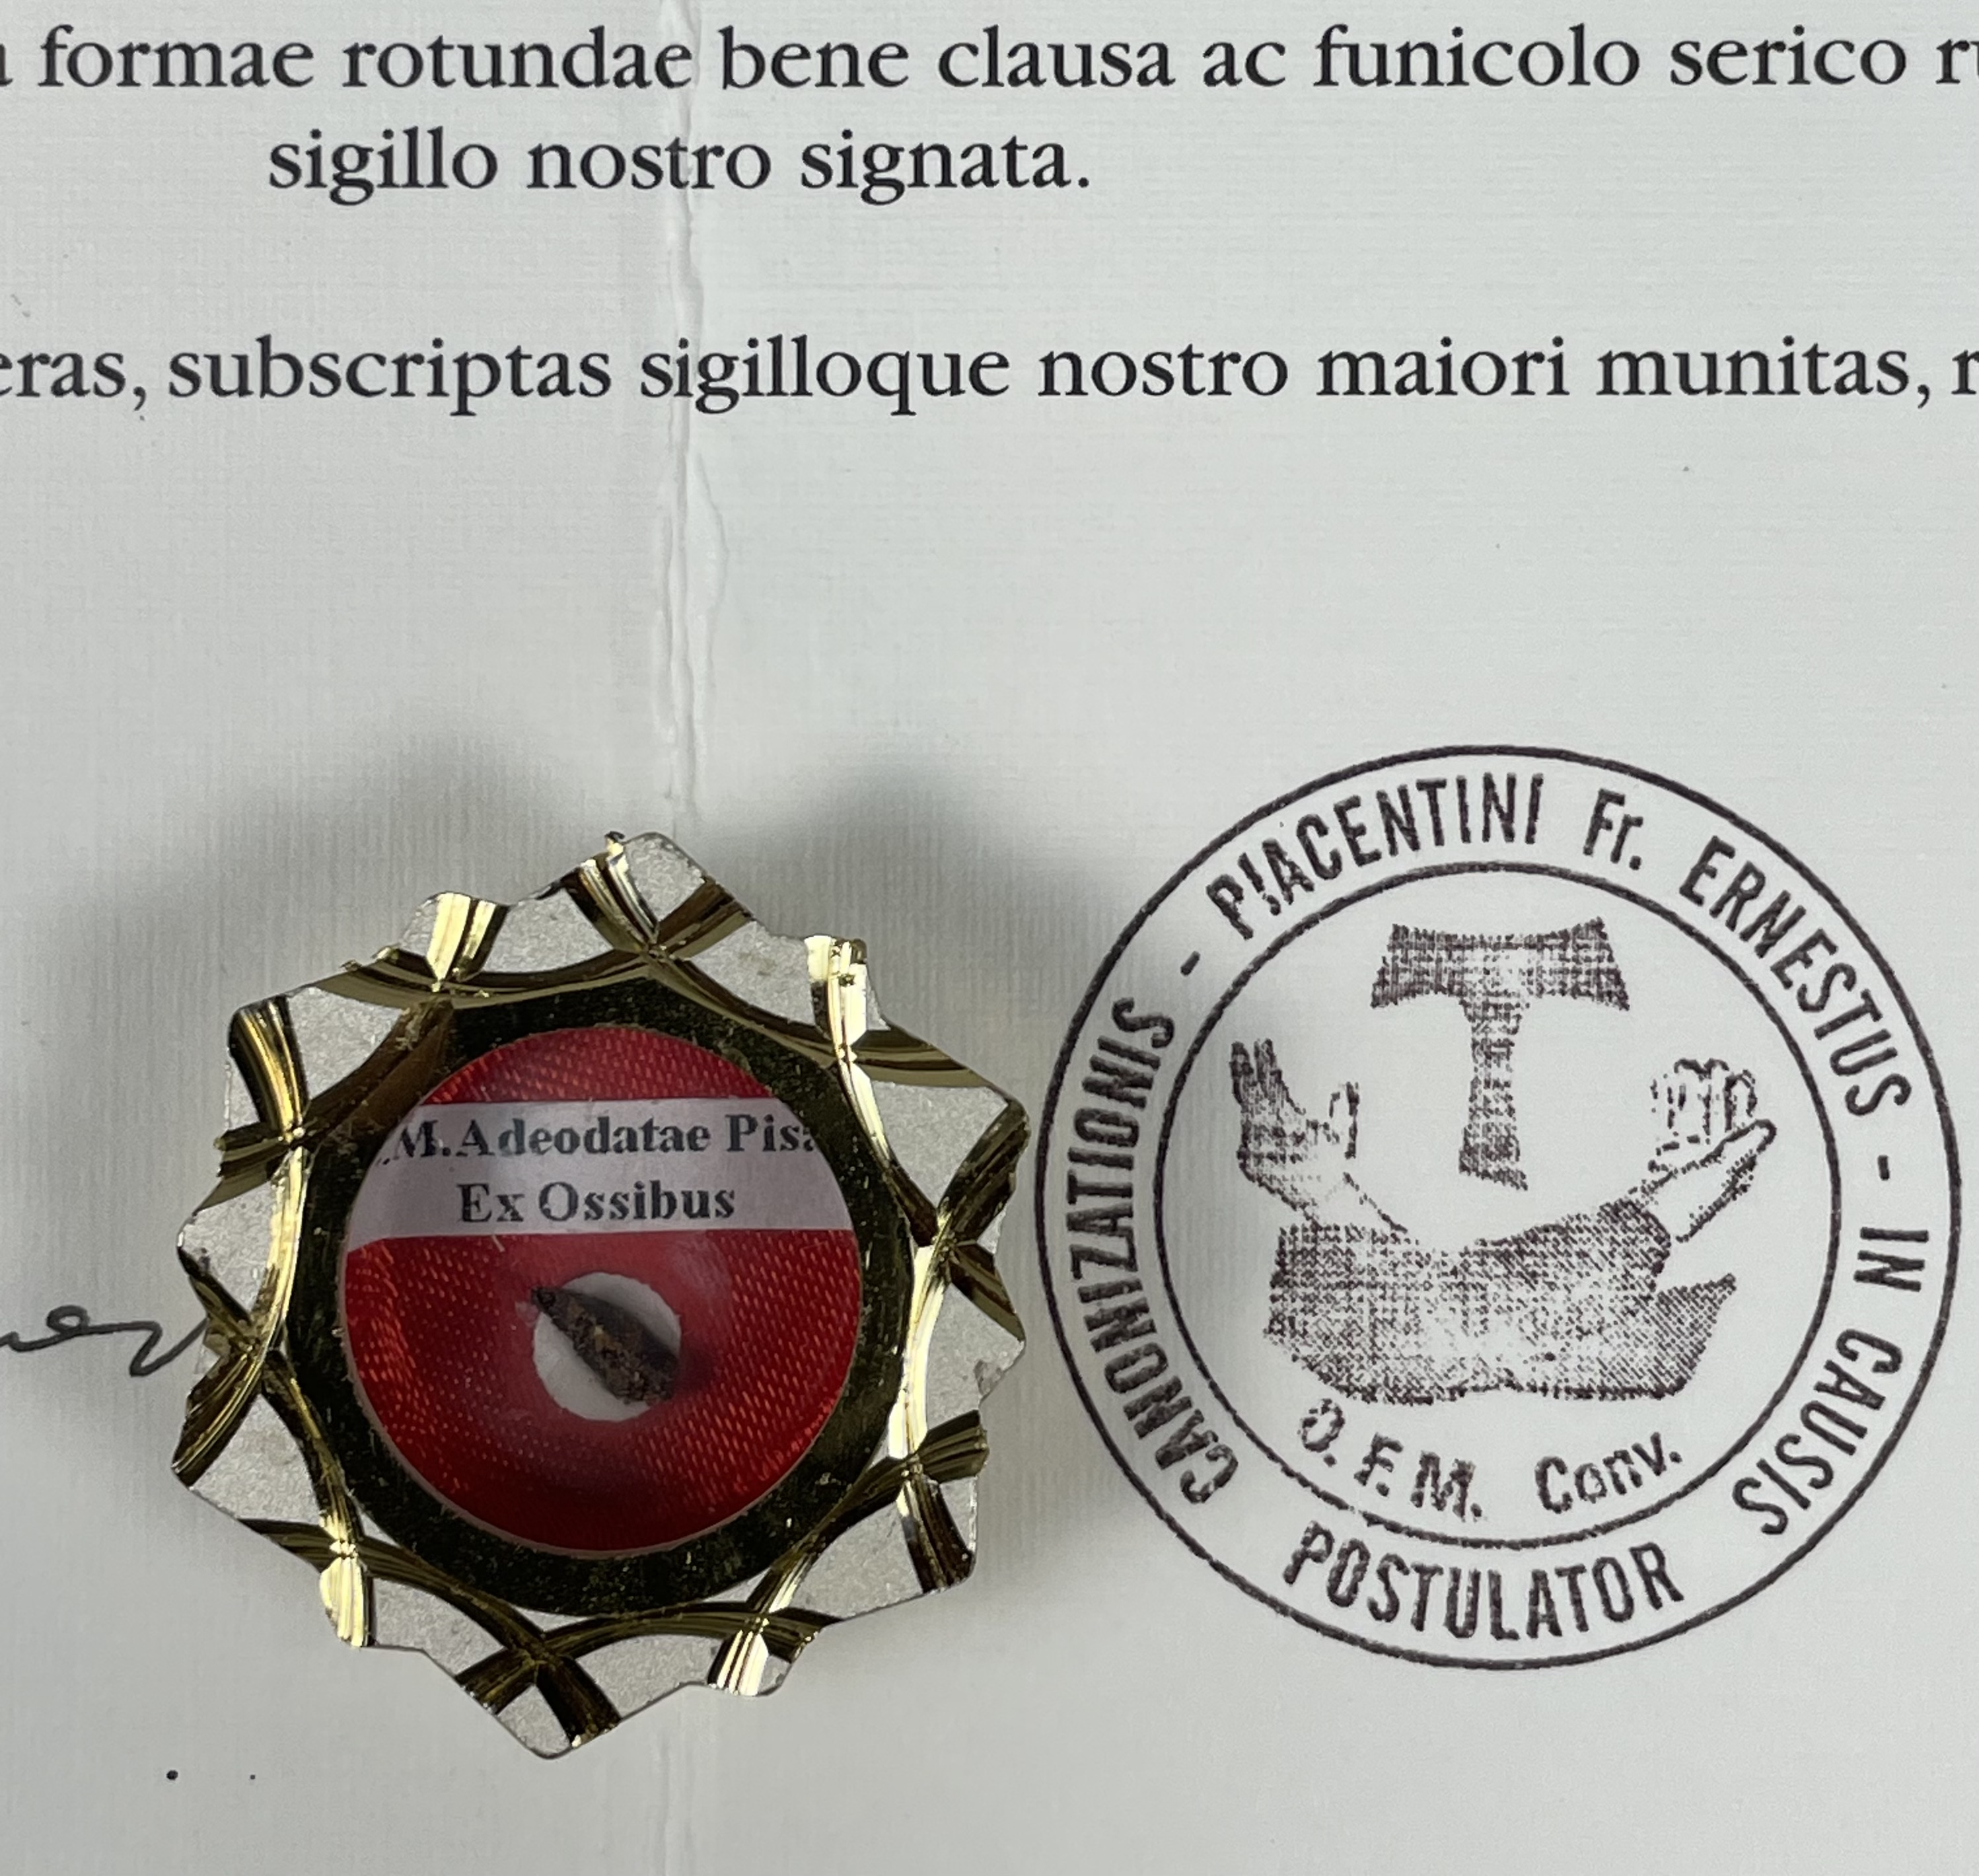 formae rotundae bene clausa ac funicolo serico
sigillo nostro signata.
eras, subscriptas sigilloque nostro maiori munitas,
M.Adeodatae Pisa
Ex Ossibus
PIACENTINI Fr. ERNESTUS - IN CAUSIS
CANONIZATIONIS -
T
O. F. M. Conv.
POSTULATOR